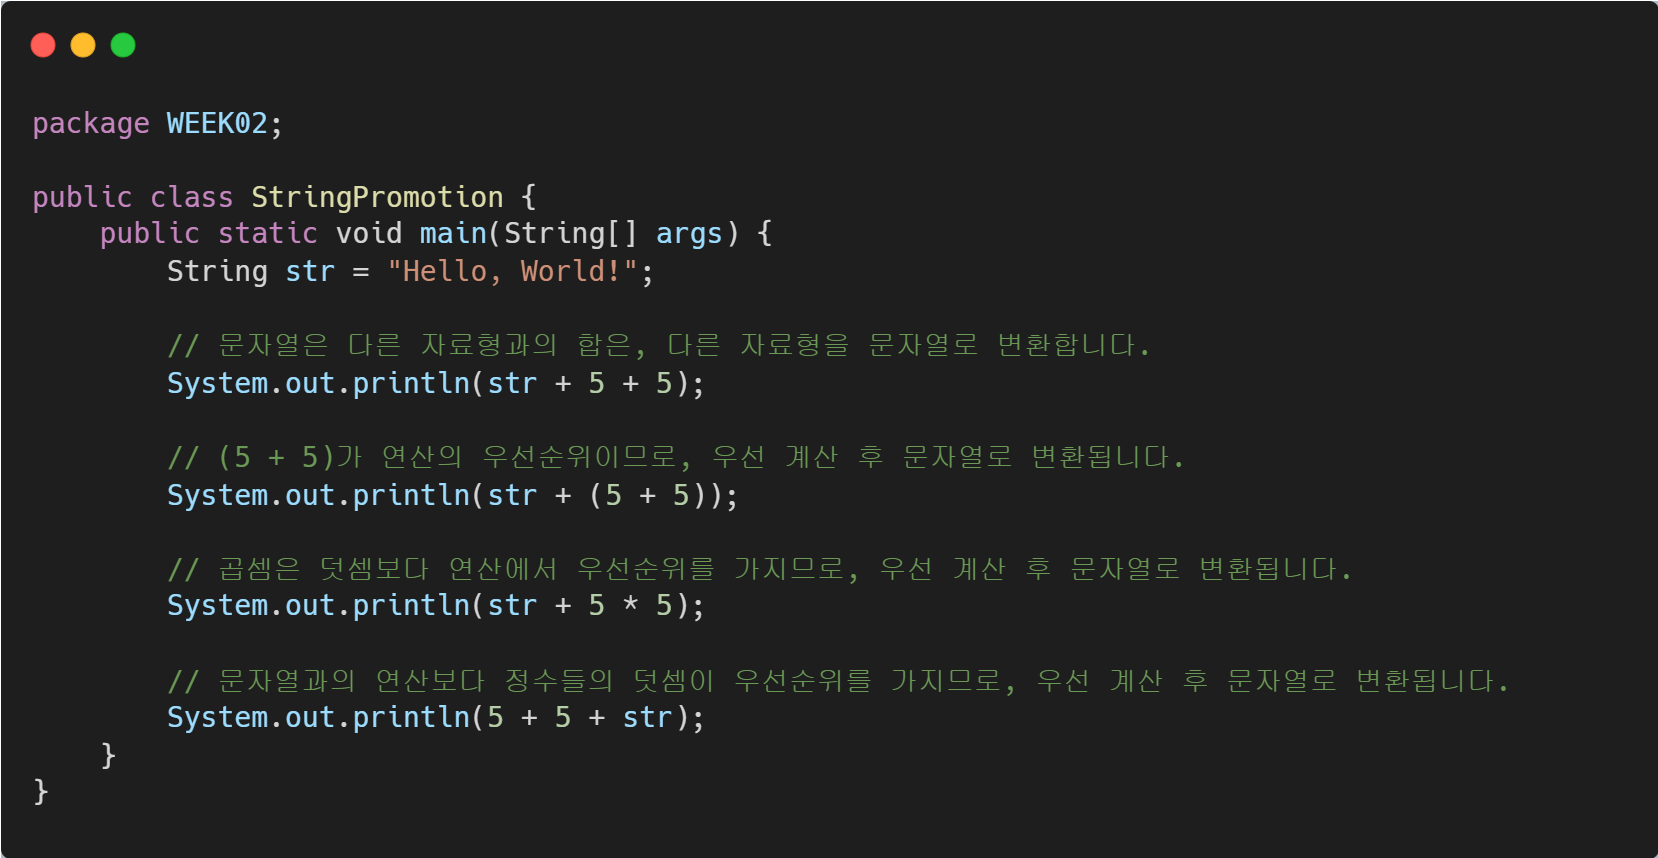 package WEEK02;
public class StringPromotion {
public static void main(String[] args) {
String str = "Hello, World!";
// 문자열은 다른 자료형과의 합은, 다른 자료형을 문자열로 변환합니다.
System.out.println(str + 5 + 5);
// (5 + 5)가 연산의 우선순위이므로, 우선 계산 후 문자열로 변환됩니다.
System.out.println(str + (5 + 5));
// 곱셈은 덧셈보다 연산에서 우선순위를 가지므로, 우선 계산 후 문자열로 변환됩니다.
System.out.println(str + 5 * 5);
// 문자열과의 연산보다 정수들의 덧셈이 우선순위를 가지므로, 우선 계산 후 문자열로 변환됩니다.
System.out.println(5 + 5 + str);
}
}